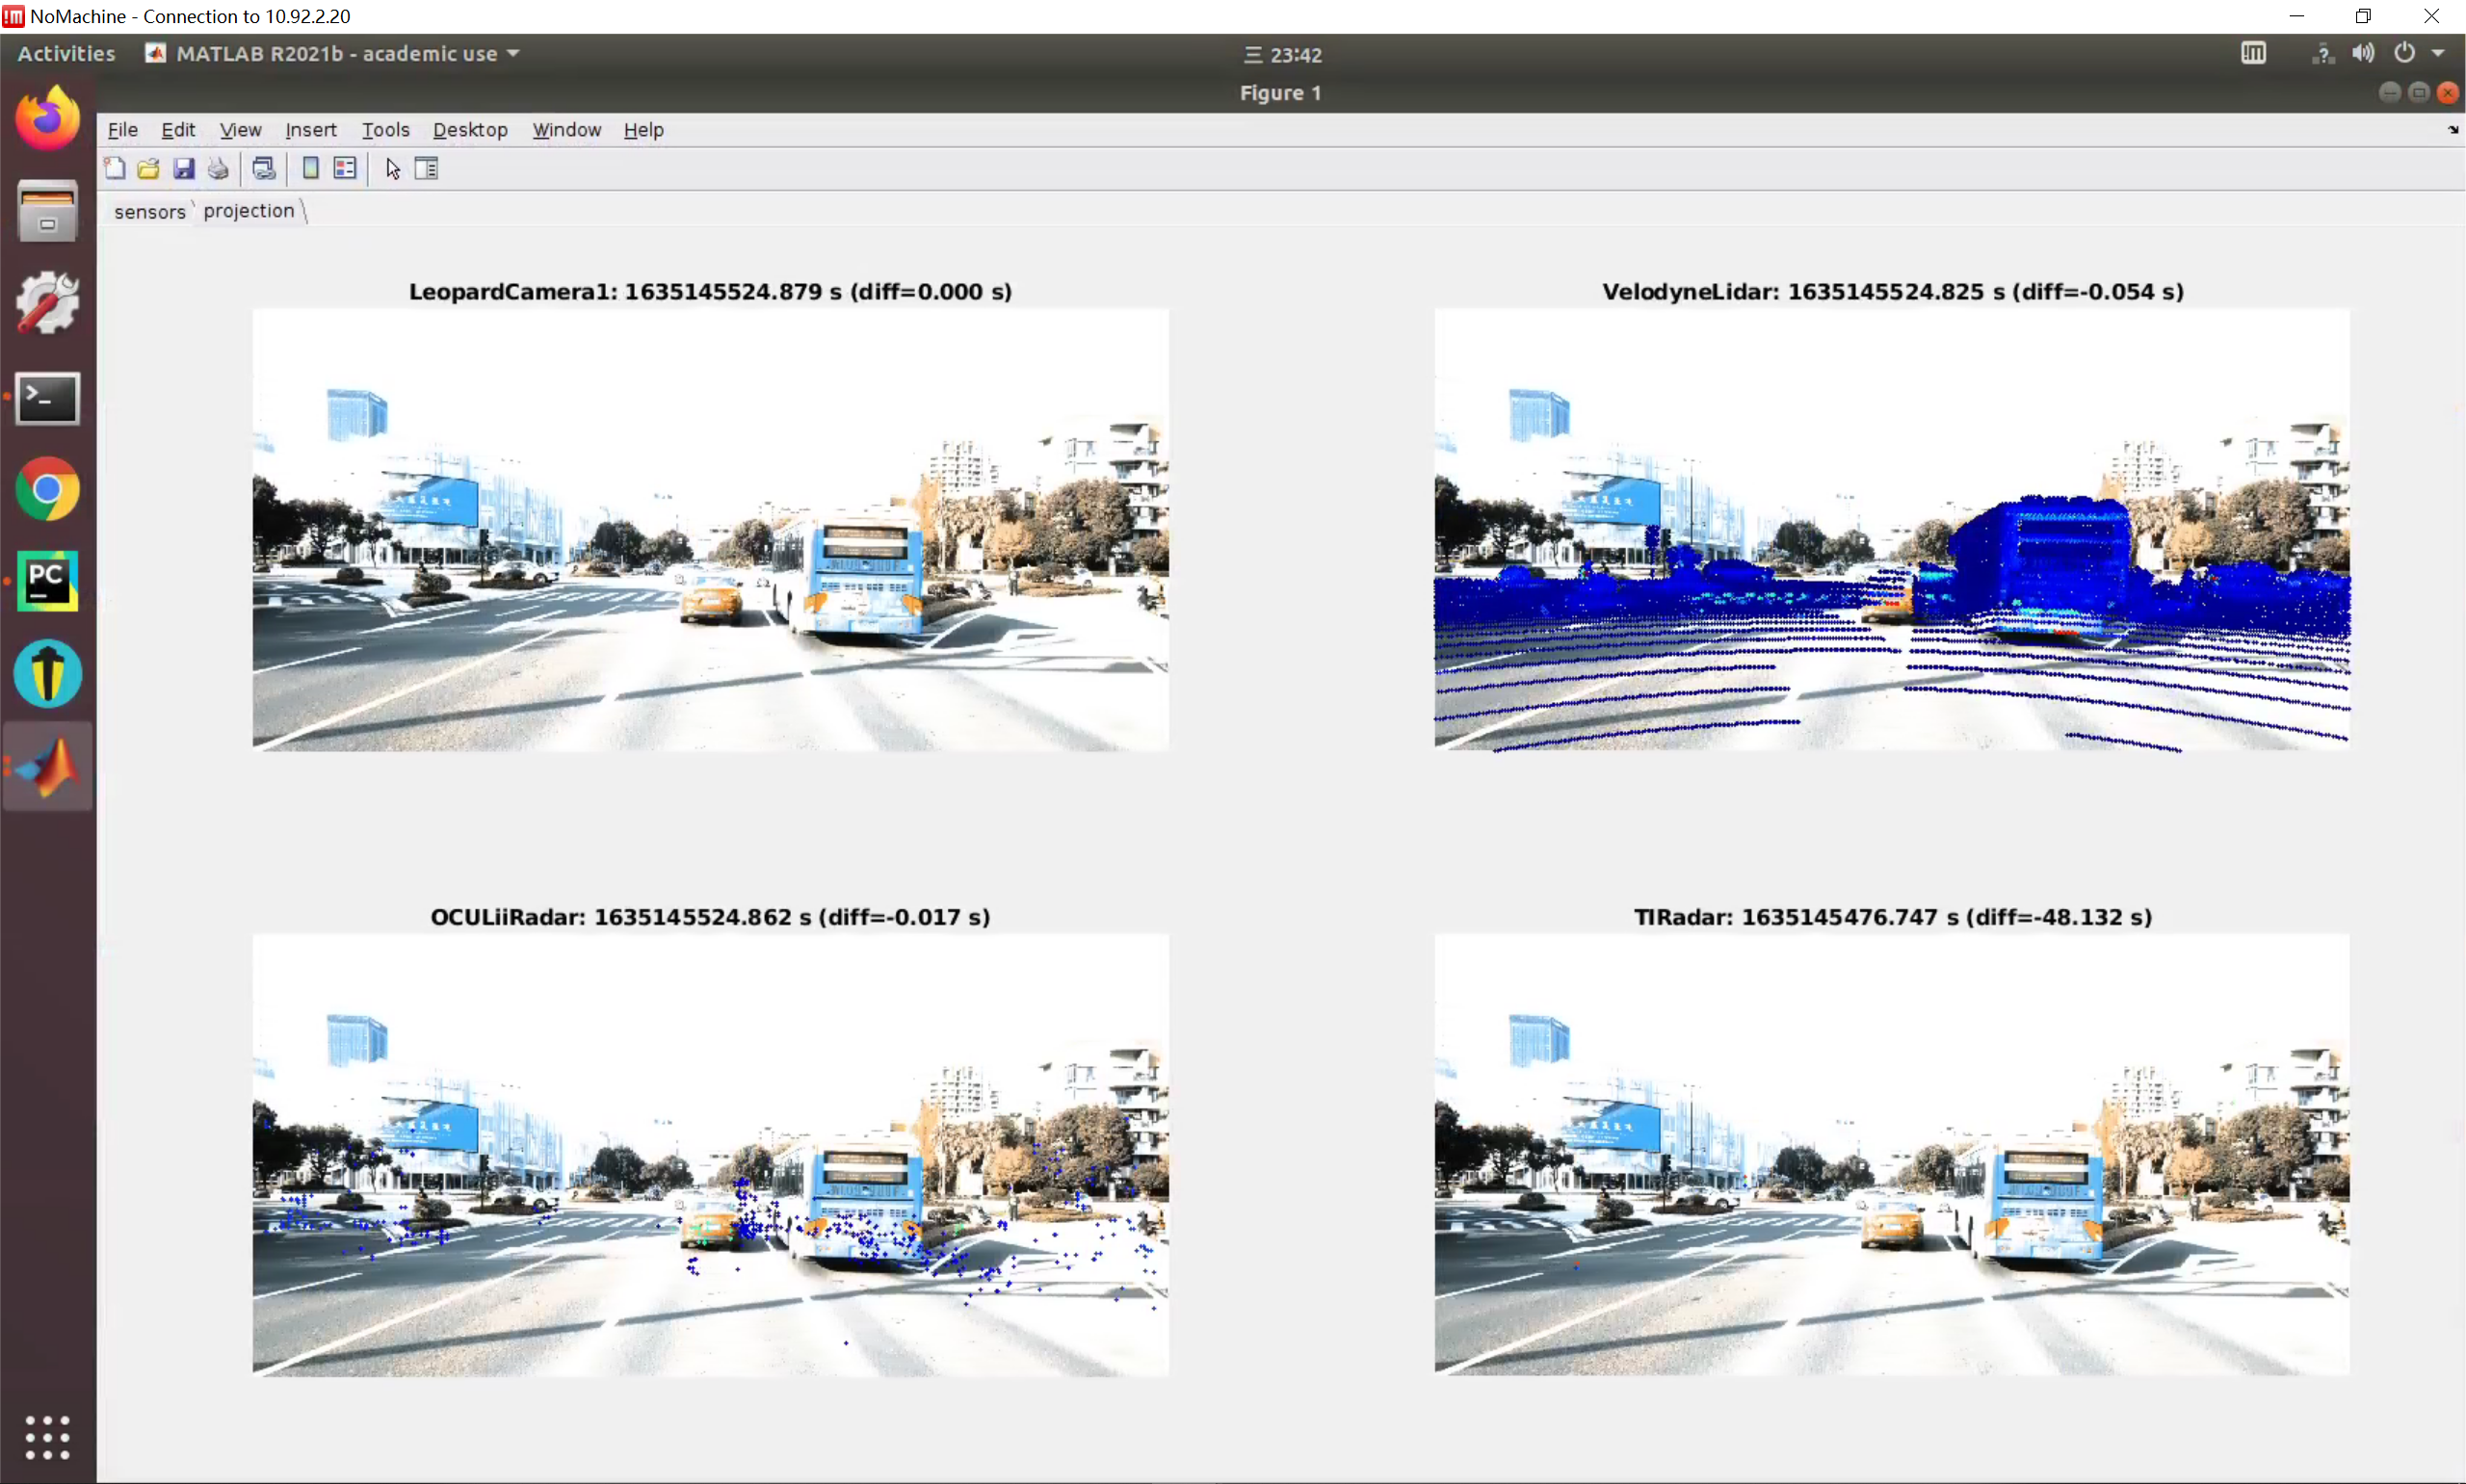 NoMachine - Connection to 10.92.2.20
Activities MATLAB R2021b - academic use 三 23:42
Figure 1
File Edit View Insert Tools Desktop Window Help
sensors projection
LeopardCamera1: 1635145524.879 s (diff=0.000 s)
VelodyneLidar: 1635145524.825 s (diff=-0.054 s)
OCULiiRadar: 1635145524.862 s (diff=-0.017 s)
TIRadar: 1635145476.747 s (diff=-48.132 s)
PC